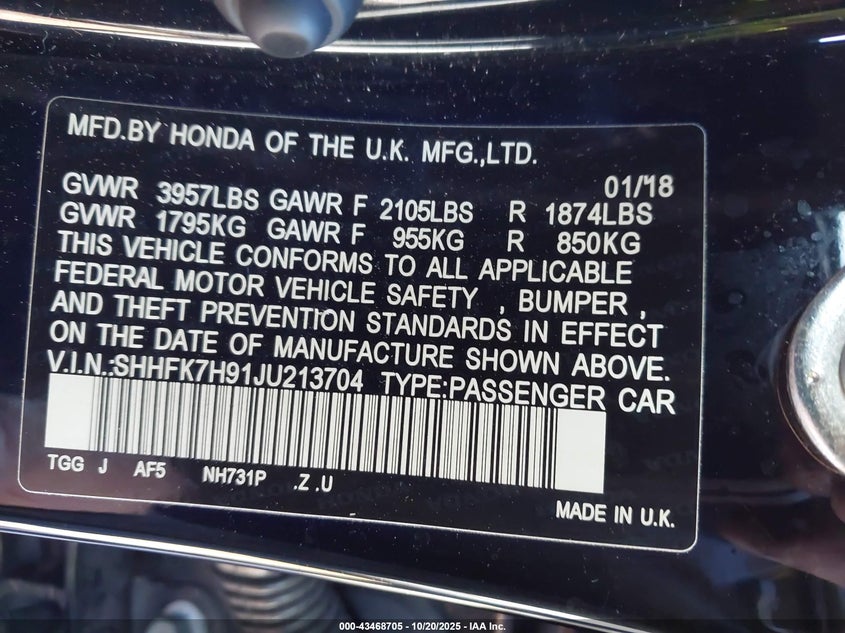 MFD.BY HONDA OF THE U.K. MFG.,LTD.
01/'18
GVWR 3957LBS GAWR F 2105LBS R 1874LBS
GVWR 1795KG GAWR F 955KG R 850KG
THIS VEHICLE CONFORMS TO ALL APPLICABLE
FEDERAL MOTOR VEHICLE SAFETY , BUMPER ,
AND THEFT PREVENTION STANDARDS IN EFFECT
ON THE DATE OF MANUFACTURE SHOWN ABOVE.
V.I.N.:SHHFK7H91JU213704 TYPE:PASSENGER CAR
TGG J AF5 NH731P .Z .U
MADE IN U.K.
000-43468705 - 10/20/2025 - IAA Inc.